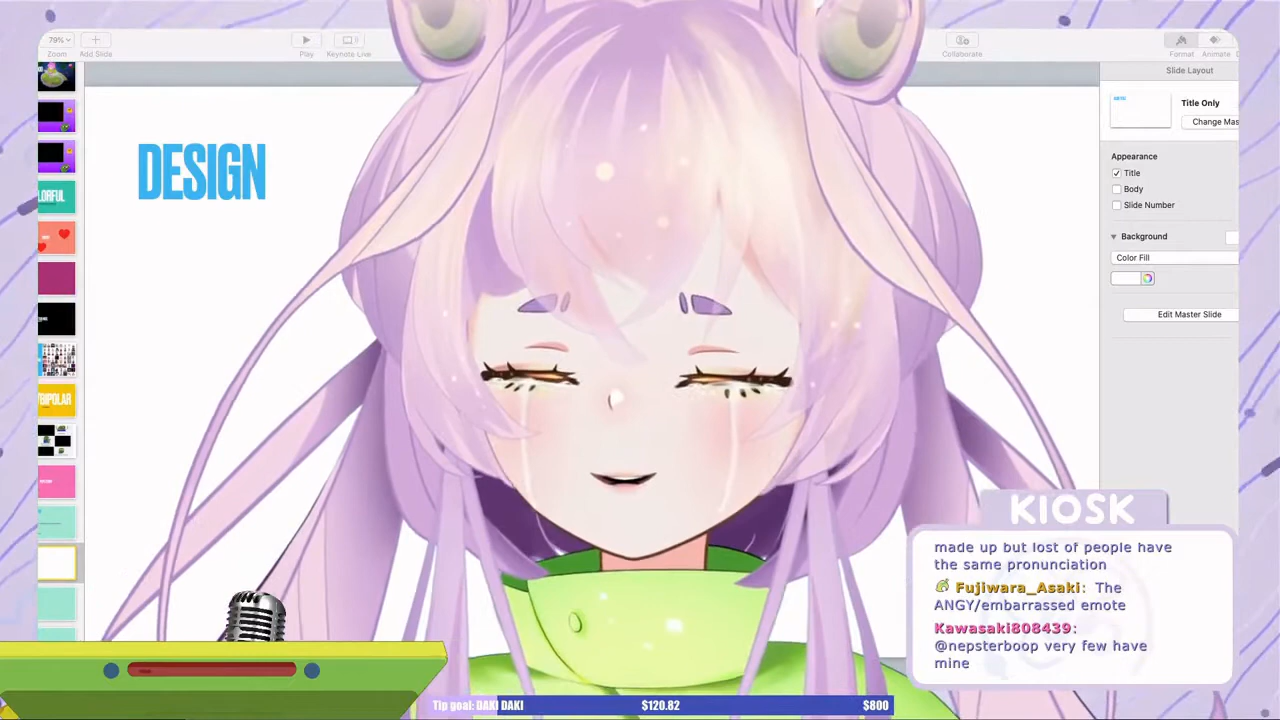 79%
Zoom
Add Slide
Play
Keynote Live
Collaborate
Format
Animate
Slide Layout
Title Only
Change Mas
Appearance
Title
Body
Slide Number
Background
Color Fill
Edit Master Slide
DESIGN
LORFUL
BIPOLAR
KIOSK
made up but lost of people have
the same pronunciation
Fujiwara_Asaki: The
ANGY/embarrassed emote
Kawasaki808439:
@nepsterboop very few have
mine
Tip goal: DAKI DAKI
$120.82
$800